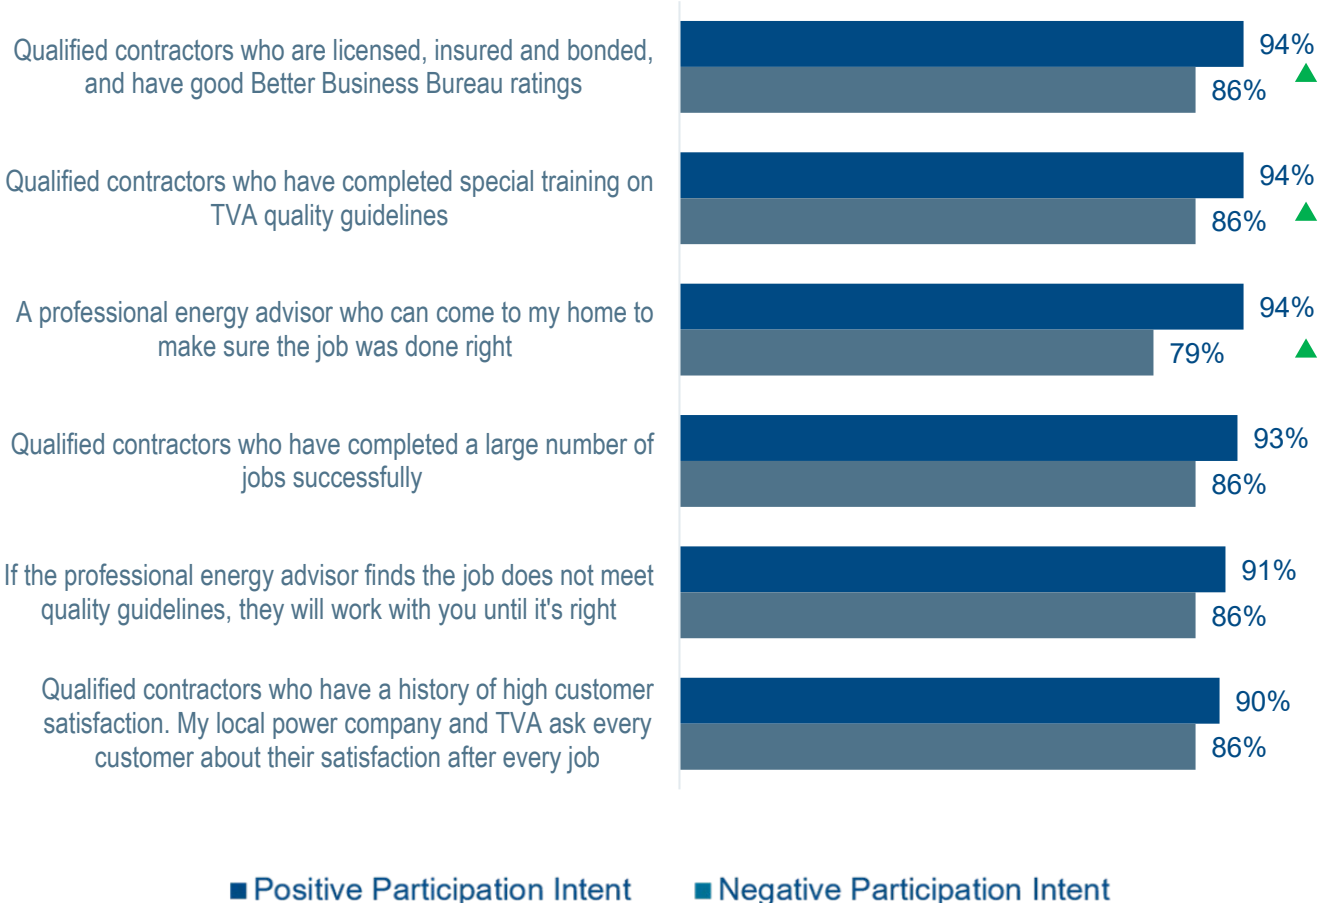 Qualified contractors who are licensed, insured and bonded,
and have good Better Business Bureau ratings
94%
86%
Qualified contractors who have completed special training on
TVA quality guidelines
94%
86%
A professional energy advisor who can come to my home to
make sure the job was done right
94%
79%
Qualified contractors who have completed a large number of
jobs successfully
93%
86%
If the professional energy advisor finds the job does not meet
quality guidelines, they will work with you until it's right
91%
86%
Qualified contractors who have a history of high customer
satisfaction. My local power company and TVA ask every
customer about their satisfaction after every job
90%
86%
Positive Participation Intent
Negative Participation Intent